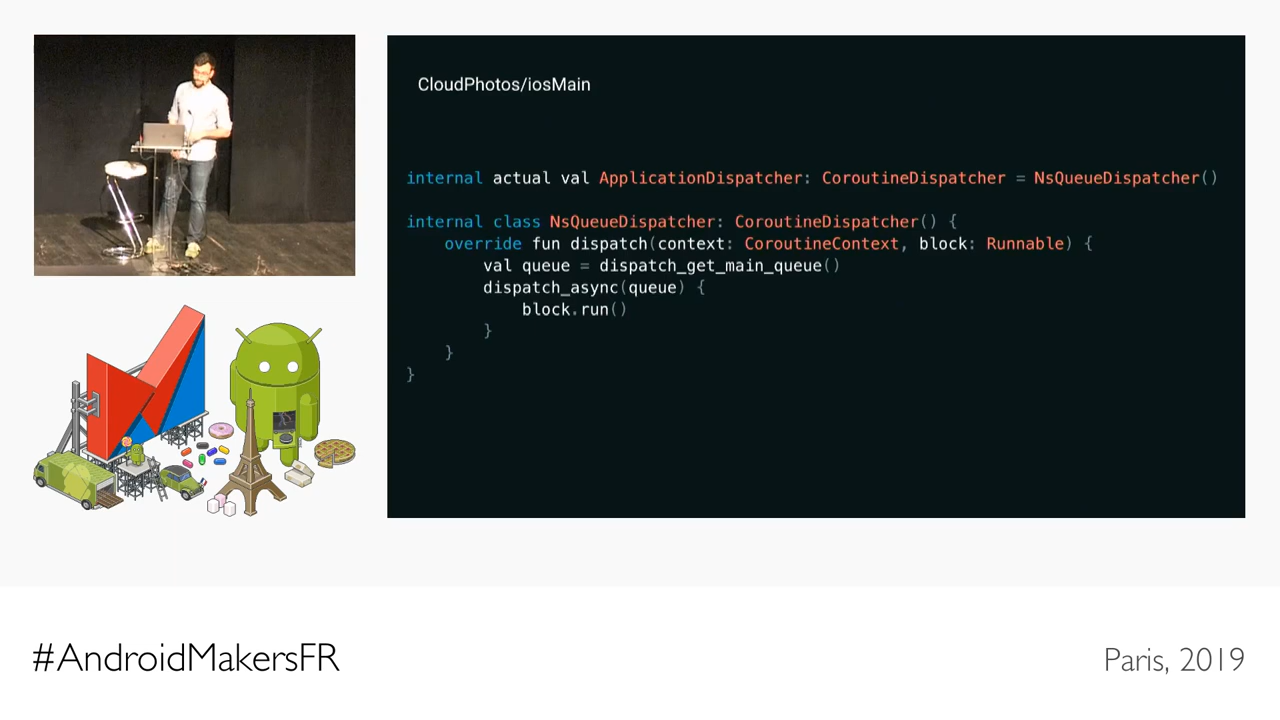 CloudPhotos/iosMain
internal actual val ApplicationDispatcher: CoroutineDispatcher = NsQueueDispatcher()
internal class NsQueueDispatcher: CoroutineDispatcher() {
    override fun dispatch(context: CoroutineContext, block: Runnable) {
        val queue = dispatch_get_main_queue()
        dispatch_async(queue) {
            block.run()
        }
    }
}
#AndroidMakersFR
Paris, 2019